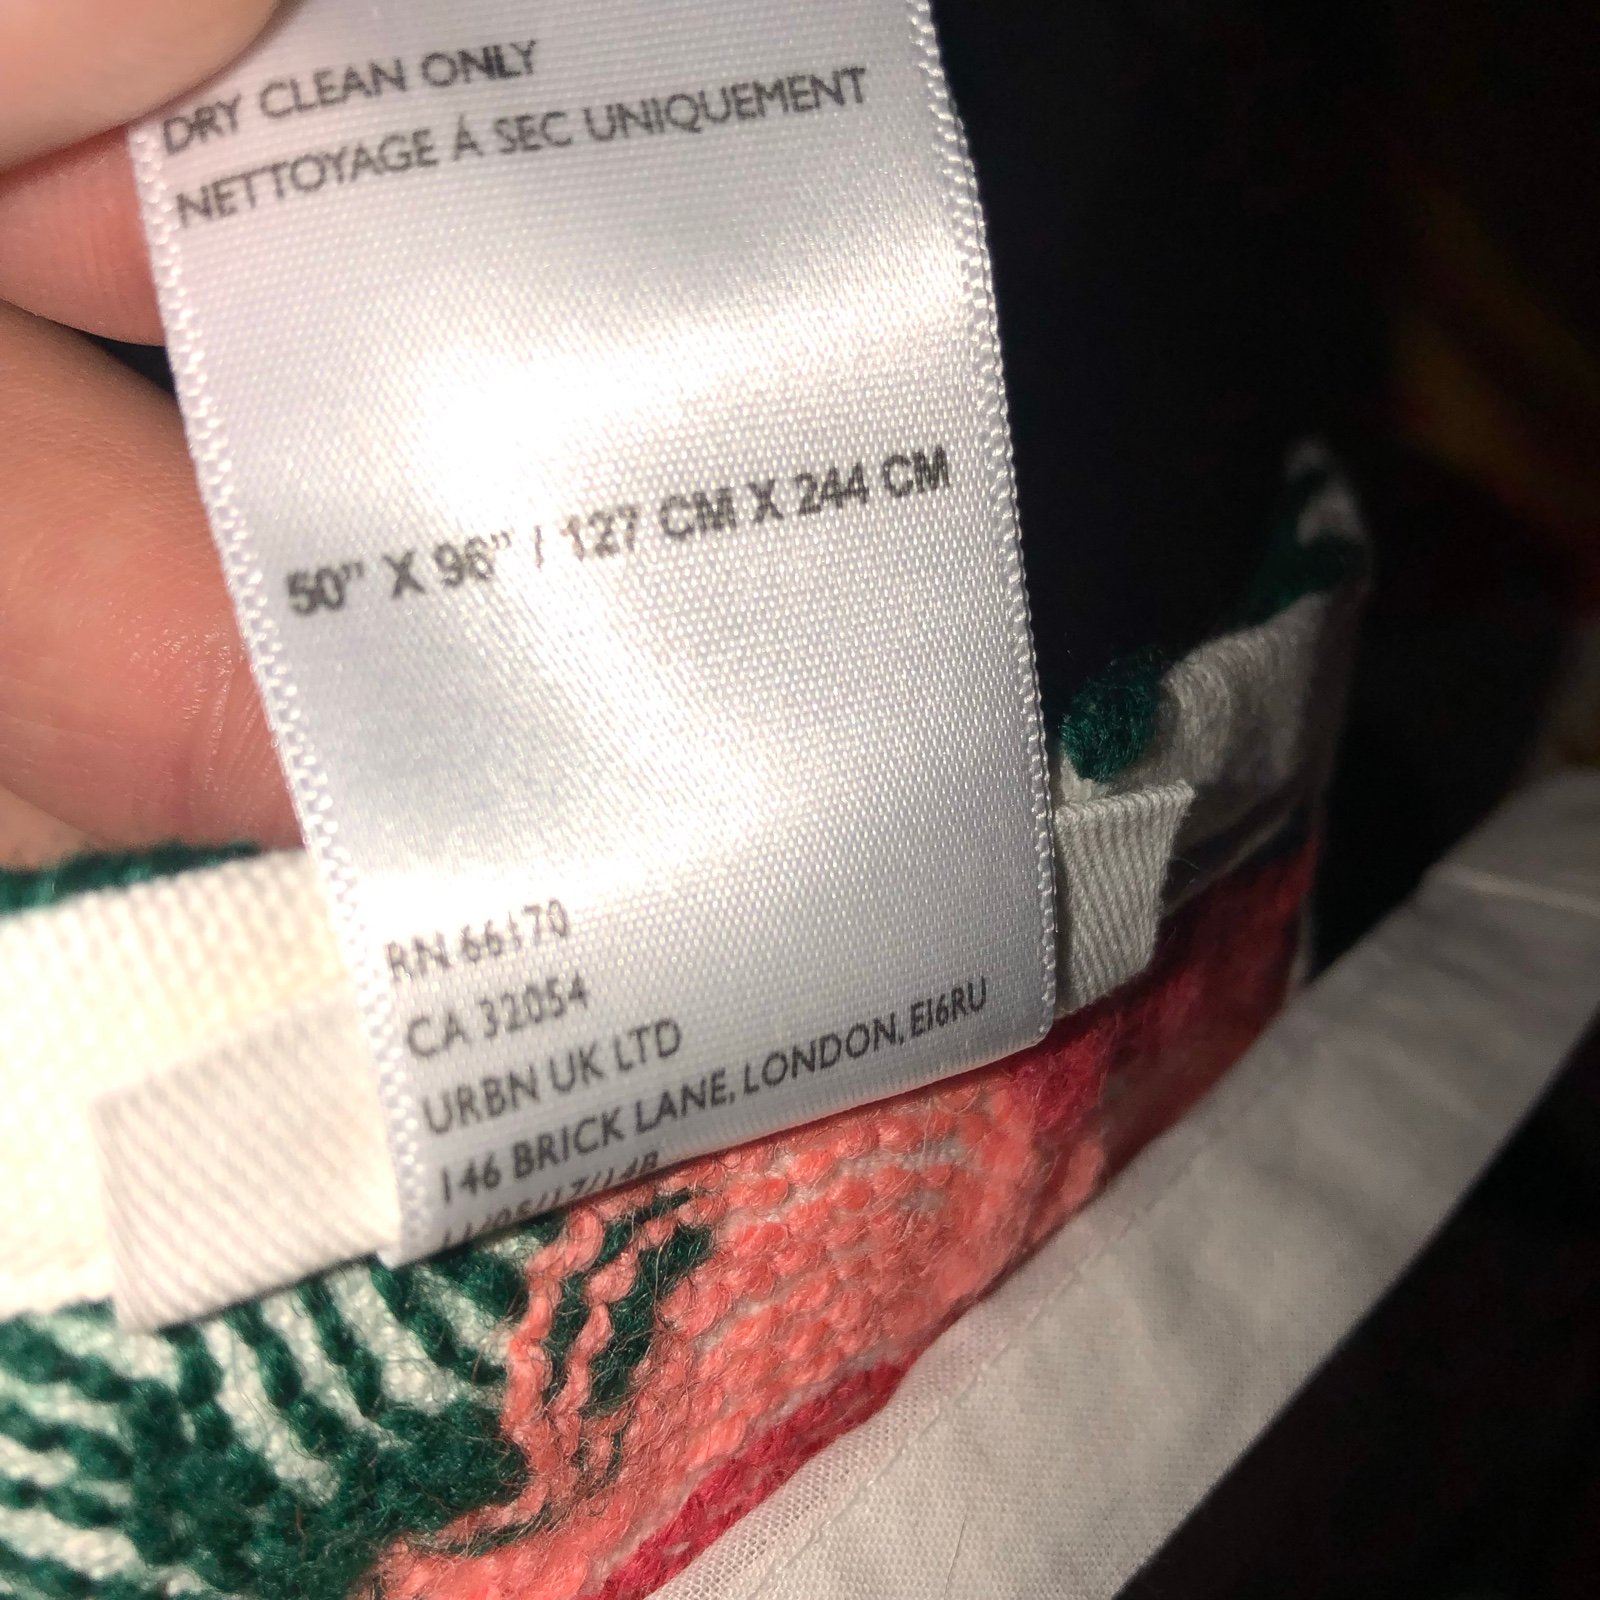 DRY CLEAN ONLY
NETTOYAGE À SEC UNIQUEMENT
50" X 96" / 127 CM X 244 CM
RN 66170
CA 32054
URBN UK LTD
146 BRICK LANE, LONDON, E16RU